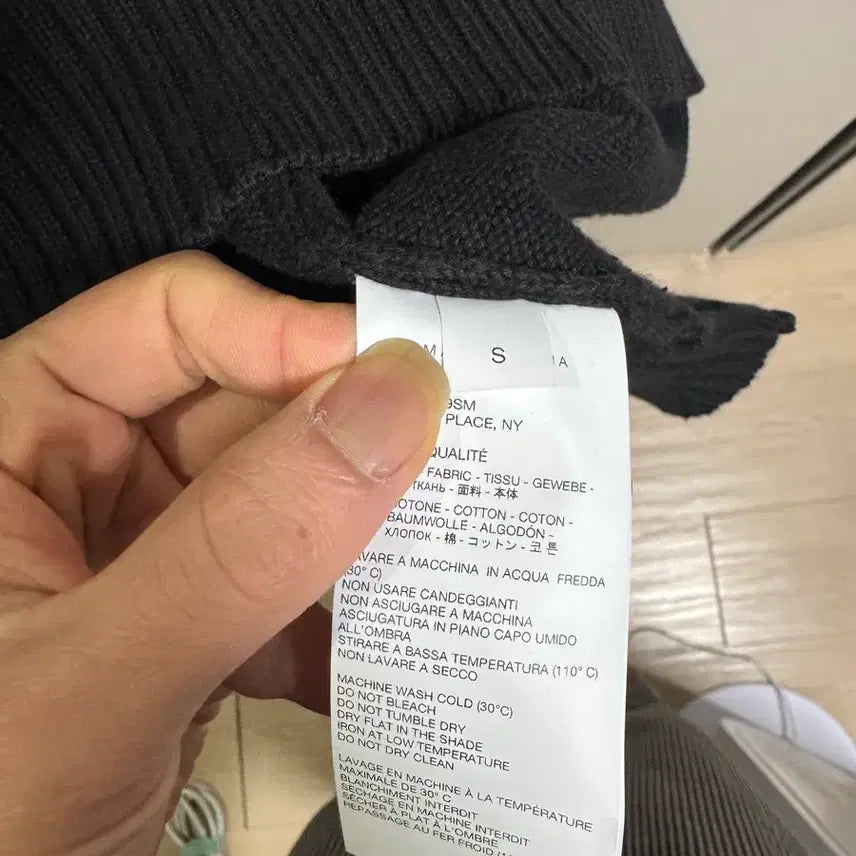 S
9SM
PLACE, NY
QUALITÉ
- FABRIC - TISSU - GEWEBE -
ТКАНЬ - 面料 - 本体
COTONE - COTTON - COTON -
BAUMWOLLE - ALGODÓN -
ХЛОПОК - 棉 - コットン - 코튼
LAVARE A MACCHINA IN ACQUA FREDDA
(30° C)
NON USARE CANDEGGIANTI
NON ASCIUGARE A MACCHINA
ASCIUGATURA IN PIANO CAPO UMIDO
ALL'OMBRA
STIRARE A BASSA TEMPERATURA (110° C)
NON LAVARE A SECCO
MACHINE WASH COLD (30°C)
DO NOT BLEACH
DO NOT TUMBLE DRY
DRY FLAT IN THE SHADE
IRON AT LOW TEMPERATURE
DO NOT DRY CLEAN
LAVAGE EN MACHINE À LA TEMPÉRATURE
MAXIMALE DE 30° C
BLANCHIMENT INTERDIT
SÉCHAGE EN MACHINE INTERDIT
SÉCHER À PLAT À L'OMBRE
REPASSAGE AU FER FROID